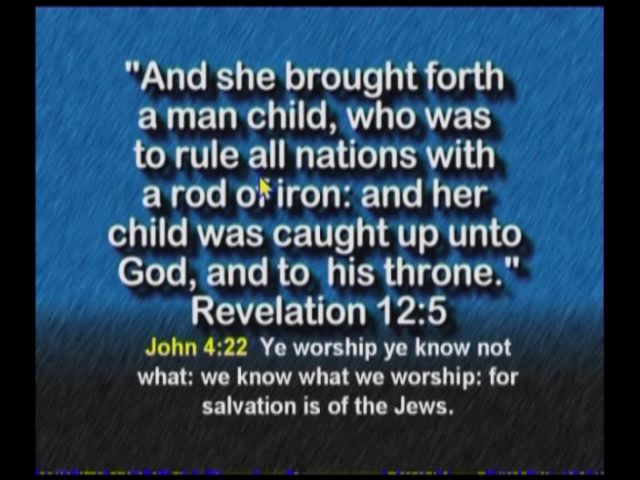 "And she brought forth
a man child, who was
to rule all nations with
a rod of iron: and her
child was caught up unto
God, and to his throne."
Revelation 12:5
John 4:22 Ye worship ye know not
what: we know what we worship: for
salvation is of the Jews.